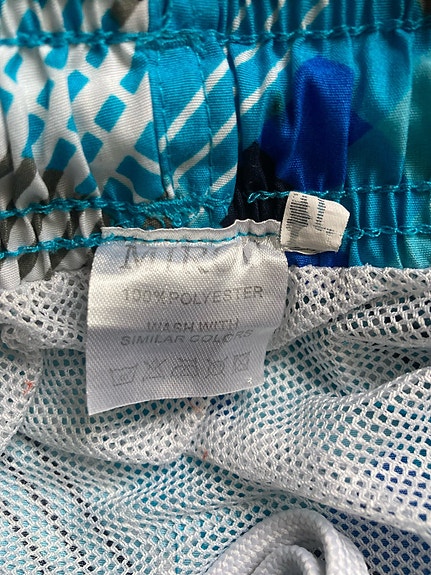 100% POLYESTER
WASH WITH
SIMILAR COLORS